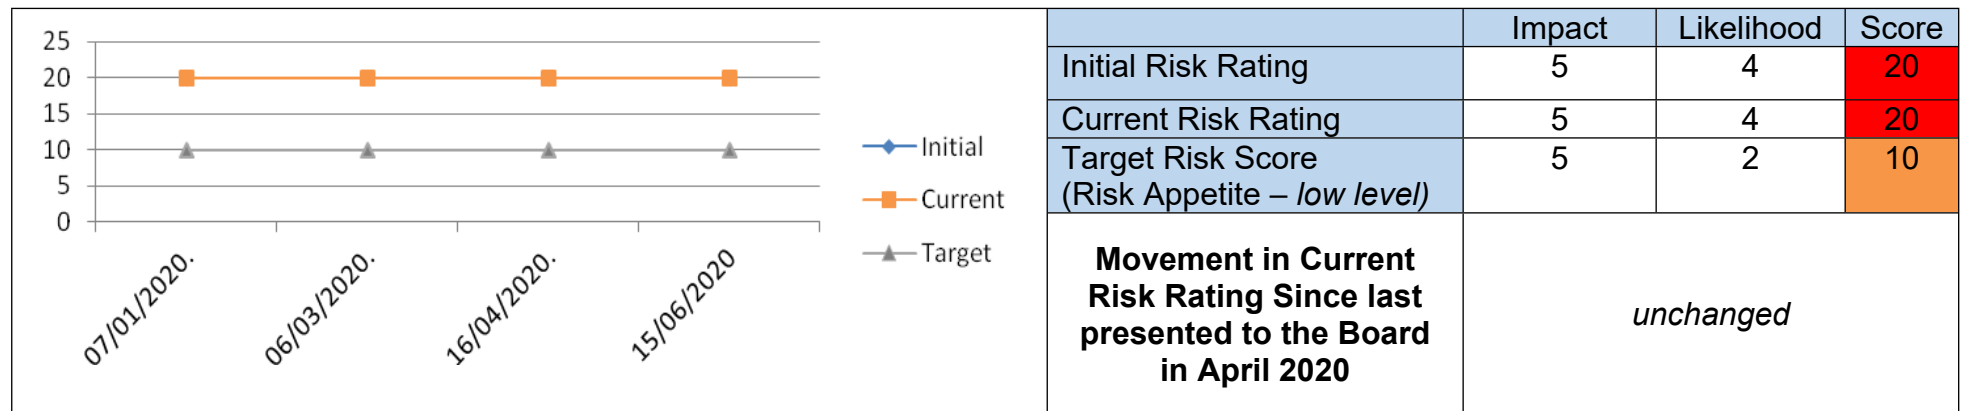 25
20
15
10
5
0
07/01/2020.
06/03/2020.
16/04/2020.
15/06/2020
Initial
Current
Target
Impact Likelihood Score
Initial Risk Rating 5 4 20
Current Risk Rating 5 4 20
Target Risk Score 5 2 10
(Risk Appetite – low level)
Movement in Current
Risk Rating Since last
presented to the Board
in April 2020
unchanged